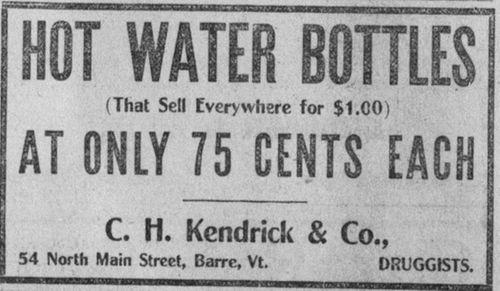 HOT WATER BOTTLES
(That Sell Everywhere for $1.00)
AT ONLY 75 CENTS EACH
C. H. Kendrick & Co.,
54 North Main Street, Barre, Vt. DRUGGISTS.